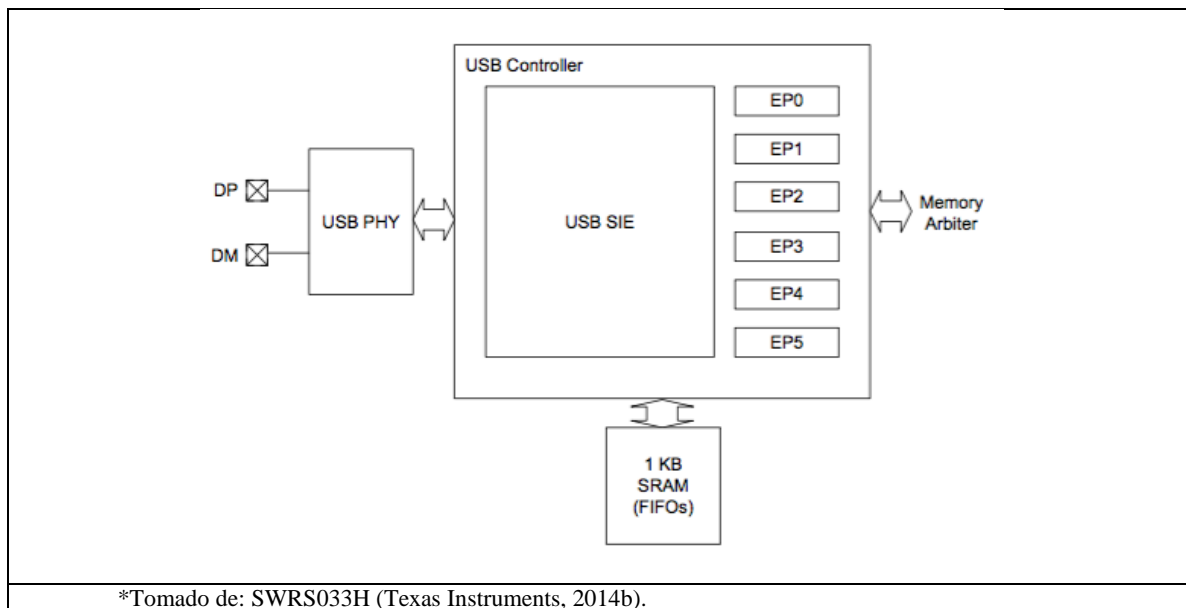 USB Controller
EP0
EP1
DP
EP2
Memory
Arbiter
USB PHY
USB SIE
DM
EP3
EP4
EP5
1 KB
SRAM
(FIFOs)
*Tomado de: SWRS033H (Texas Instruments, 2014b).